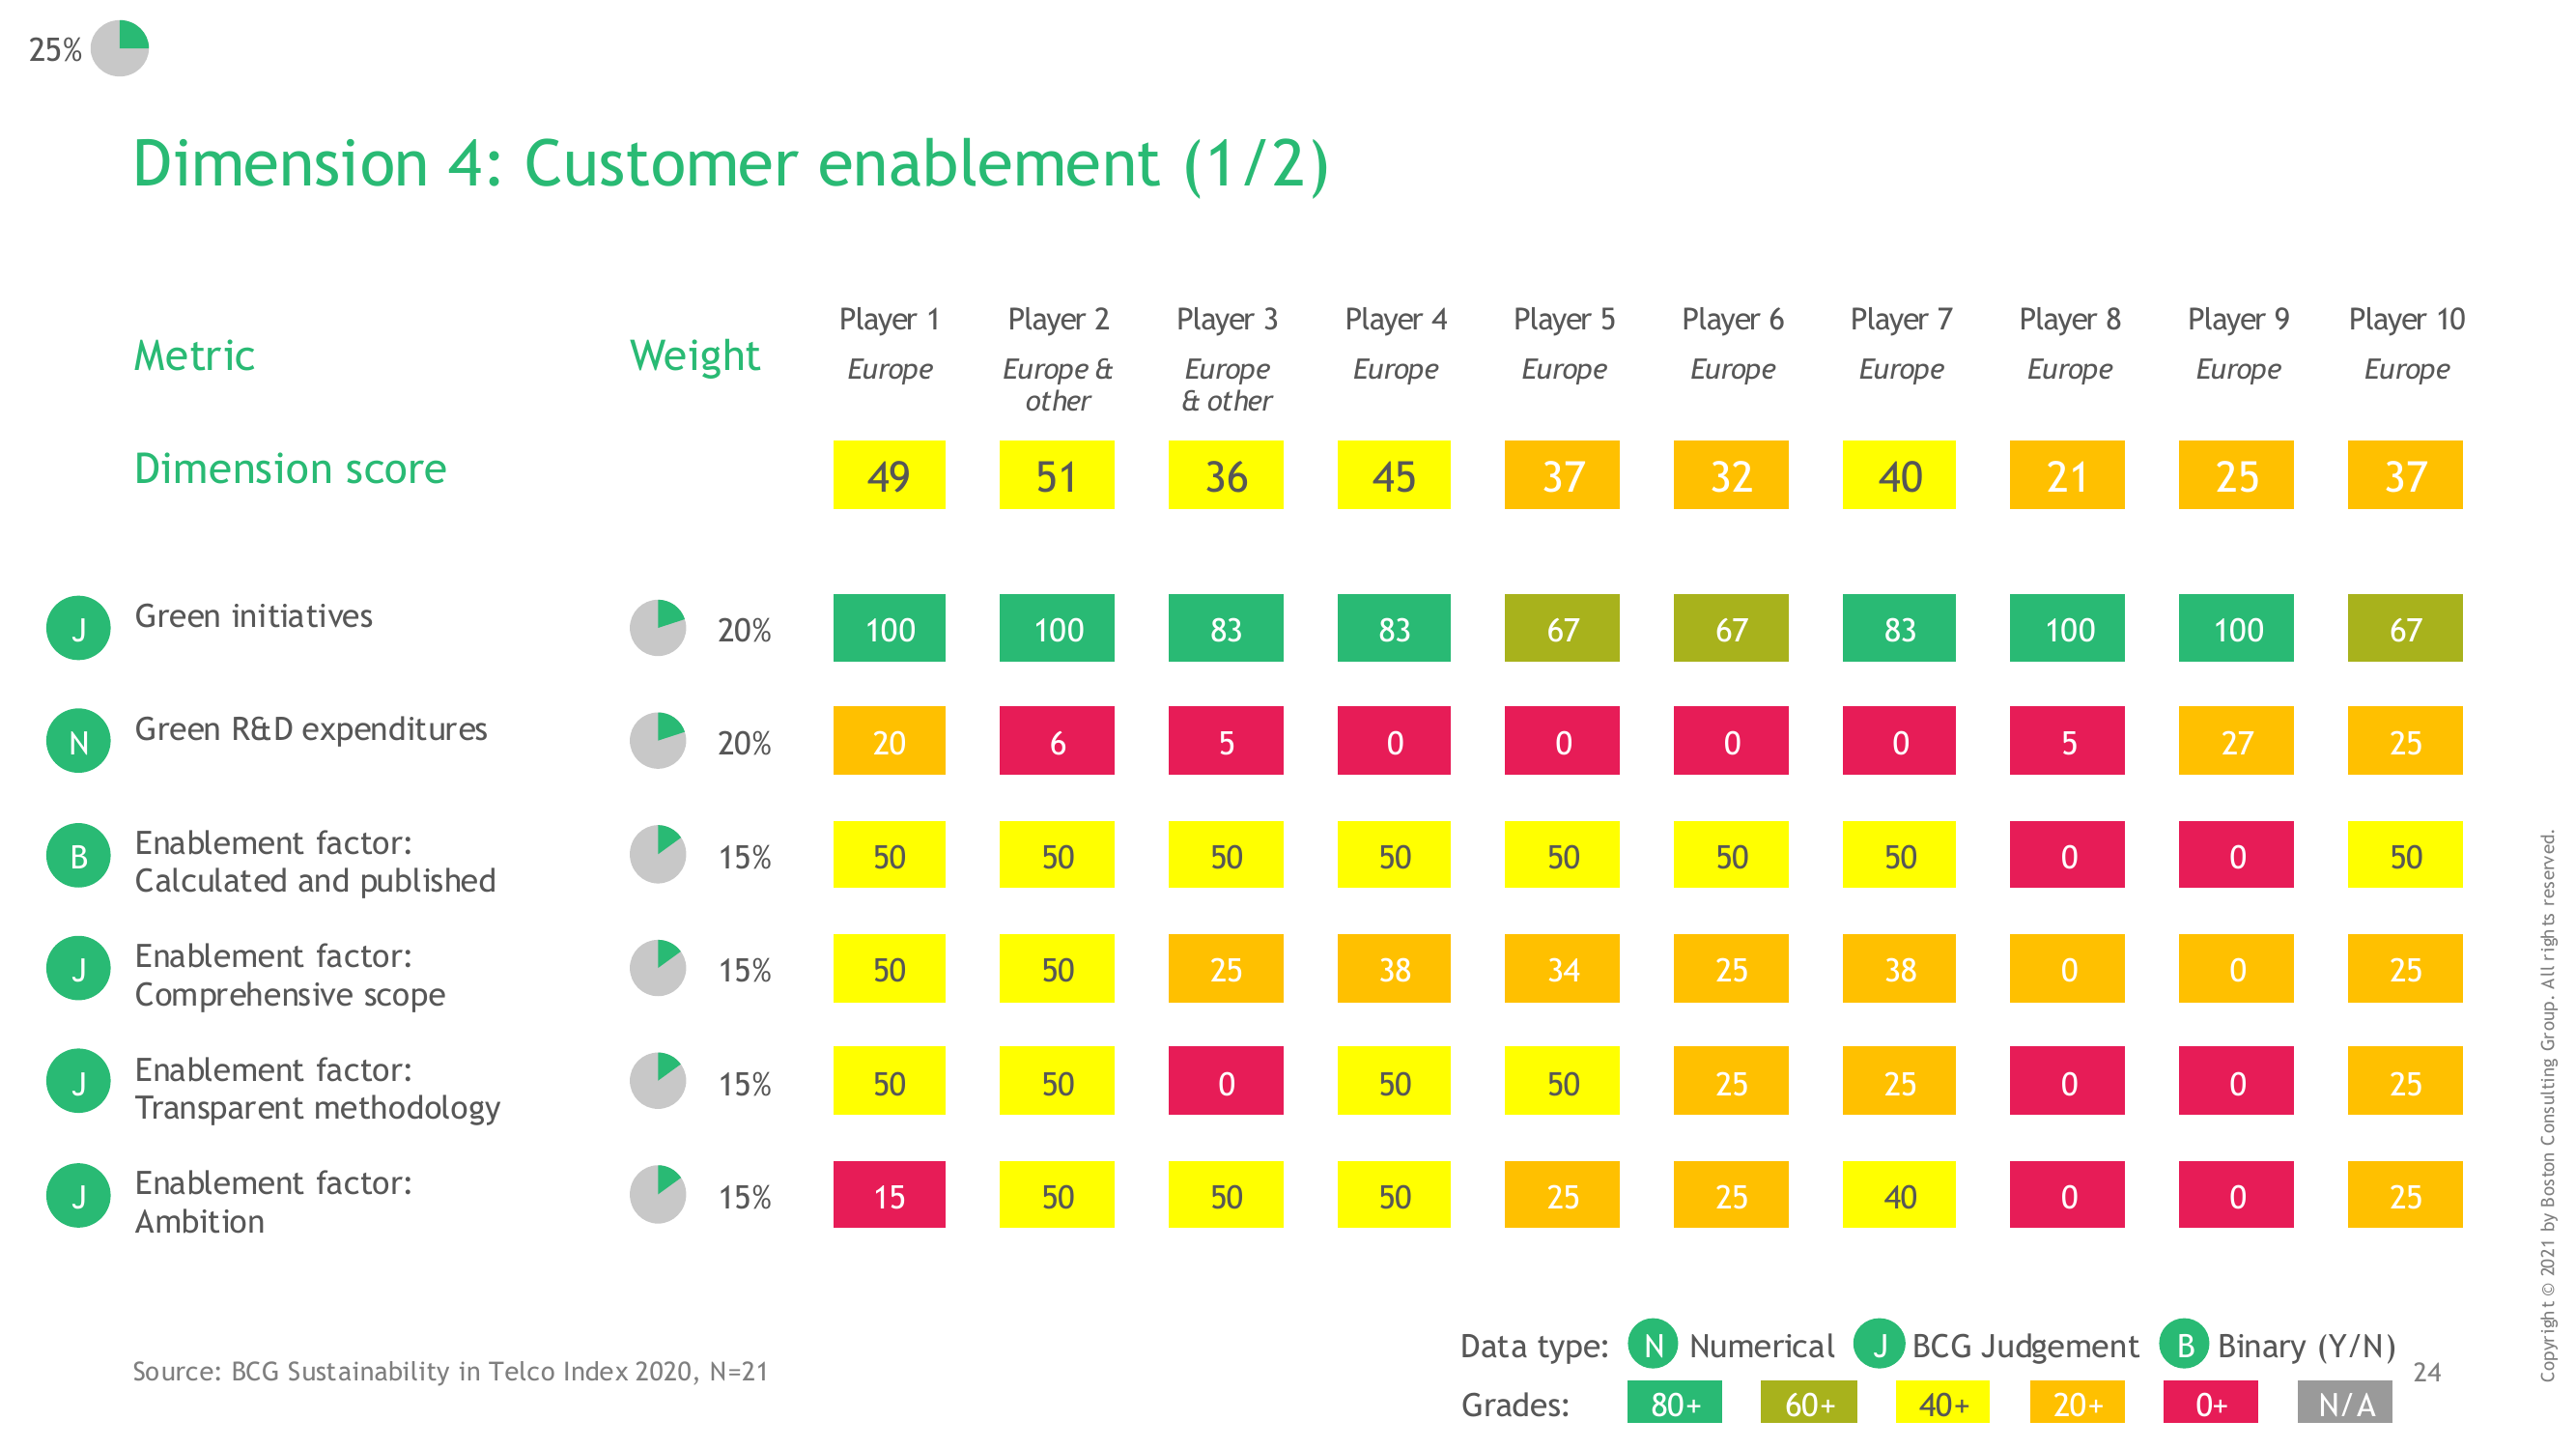 25%
Dimension 4: Customer enablement (1/2)
Metric
Weight
Player 1 Player 2 Player 3 Player 4 Player 5 Player 6 Player 7 Player 8 Player 9 Player 10
Europe Europe & other Europe & other Europe Europe Europe Europe Europe Europe Europe
Dimension score 49 51 36 45 37 32 40 21 25 37
J Green initiatives 20% 100 100 83 83 67 67 83 100 100 67
N Green R&D expenditures 20% 20 6 5 0 0 0 0 5 27 25
B Enablement factor:
Calculated and published 15% 50 50 50 50 50 50 50 0 0 50
J Enablement factor:
Comprehensive scope 15% 50 50 25 38 34 25 38 0 0 25
J Enablement factor:
Transparent methodology 15% 50 50 0 50 50 25 25 0 0 25
J Enablement factor:
Ambition 15% 15 50 50 50 25 25 40 0 0 25
Data type: N Numerical J BCG Judgement B Binary (Y/N)
Grades: 80+ 60+ 40+ 20+ 0+ N/A
Source: BCG Sustainability in Telco Index 2020, N=21
24
Copyright © 2021 by Boston Consulting Group. All rights reserved.